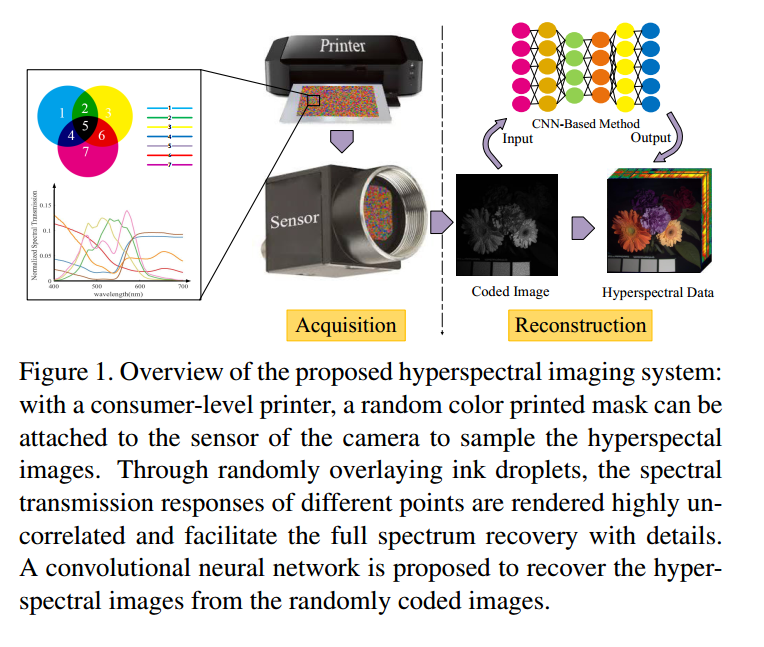 Printer
1
2
3
4
5
6
7
1
2
3
4
5
6
7
Normalized Spectral Transmission
0.15
0.1
0.05
0
400
500
600
700
wavelength(nm)
Sensor
Acquisition
CNN-Based Method
Input
Output
Coded Image
Hyperspectral Data
Reconstruction
Figure 1. Overview of the proposed hyperspectral imaging system:
with a consumer-level printer, a random color printed mask can be
attached to the sensor of the camera to sample the hyperspectal
images. Through randomly overlaying ink droplets, the spectral
transmission responses of different points are rendered highly un-
correlated and facilitate the full spectrum recovery with details.
A convolutional neural network is proposed to recover the hyper-
spectral images from the randomly coded images.